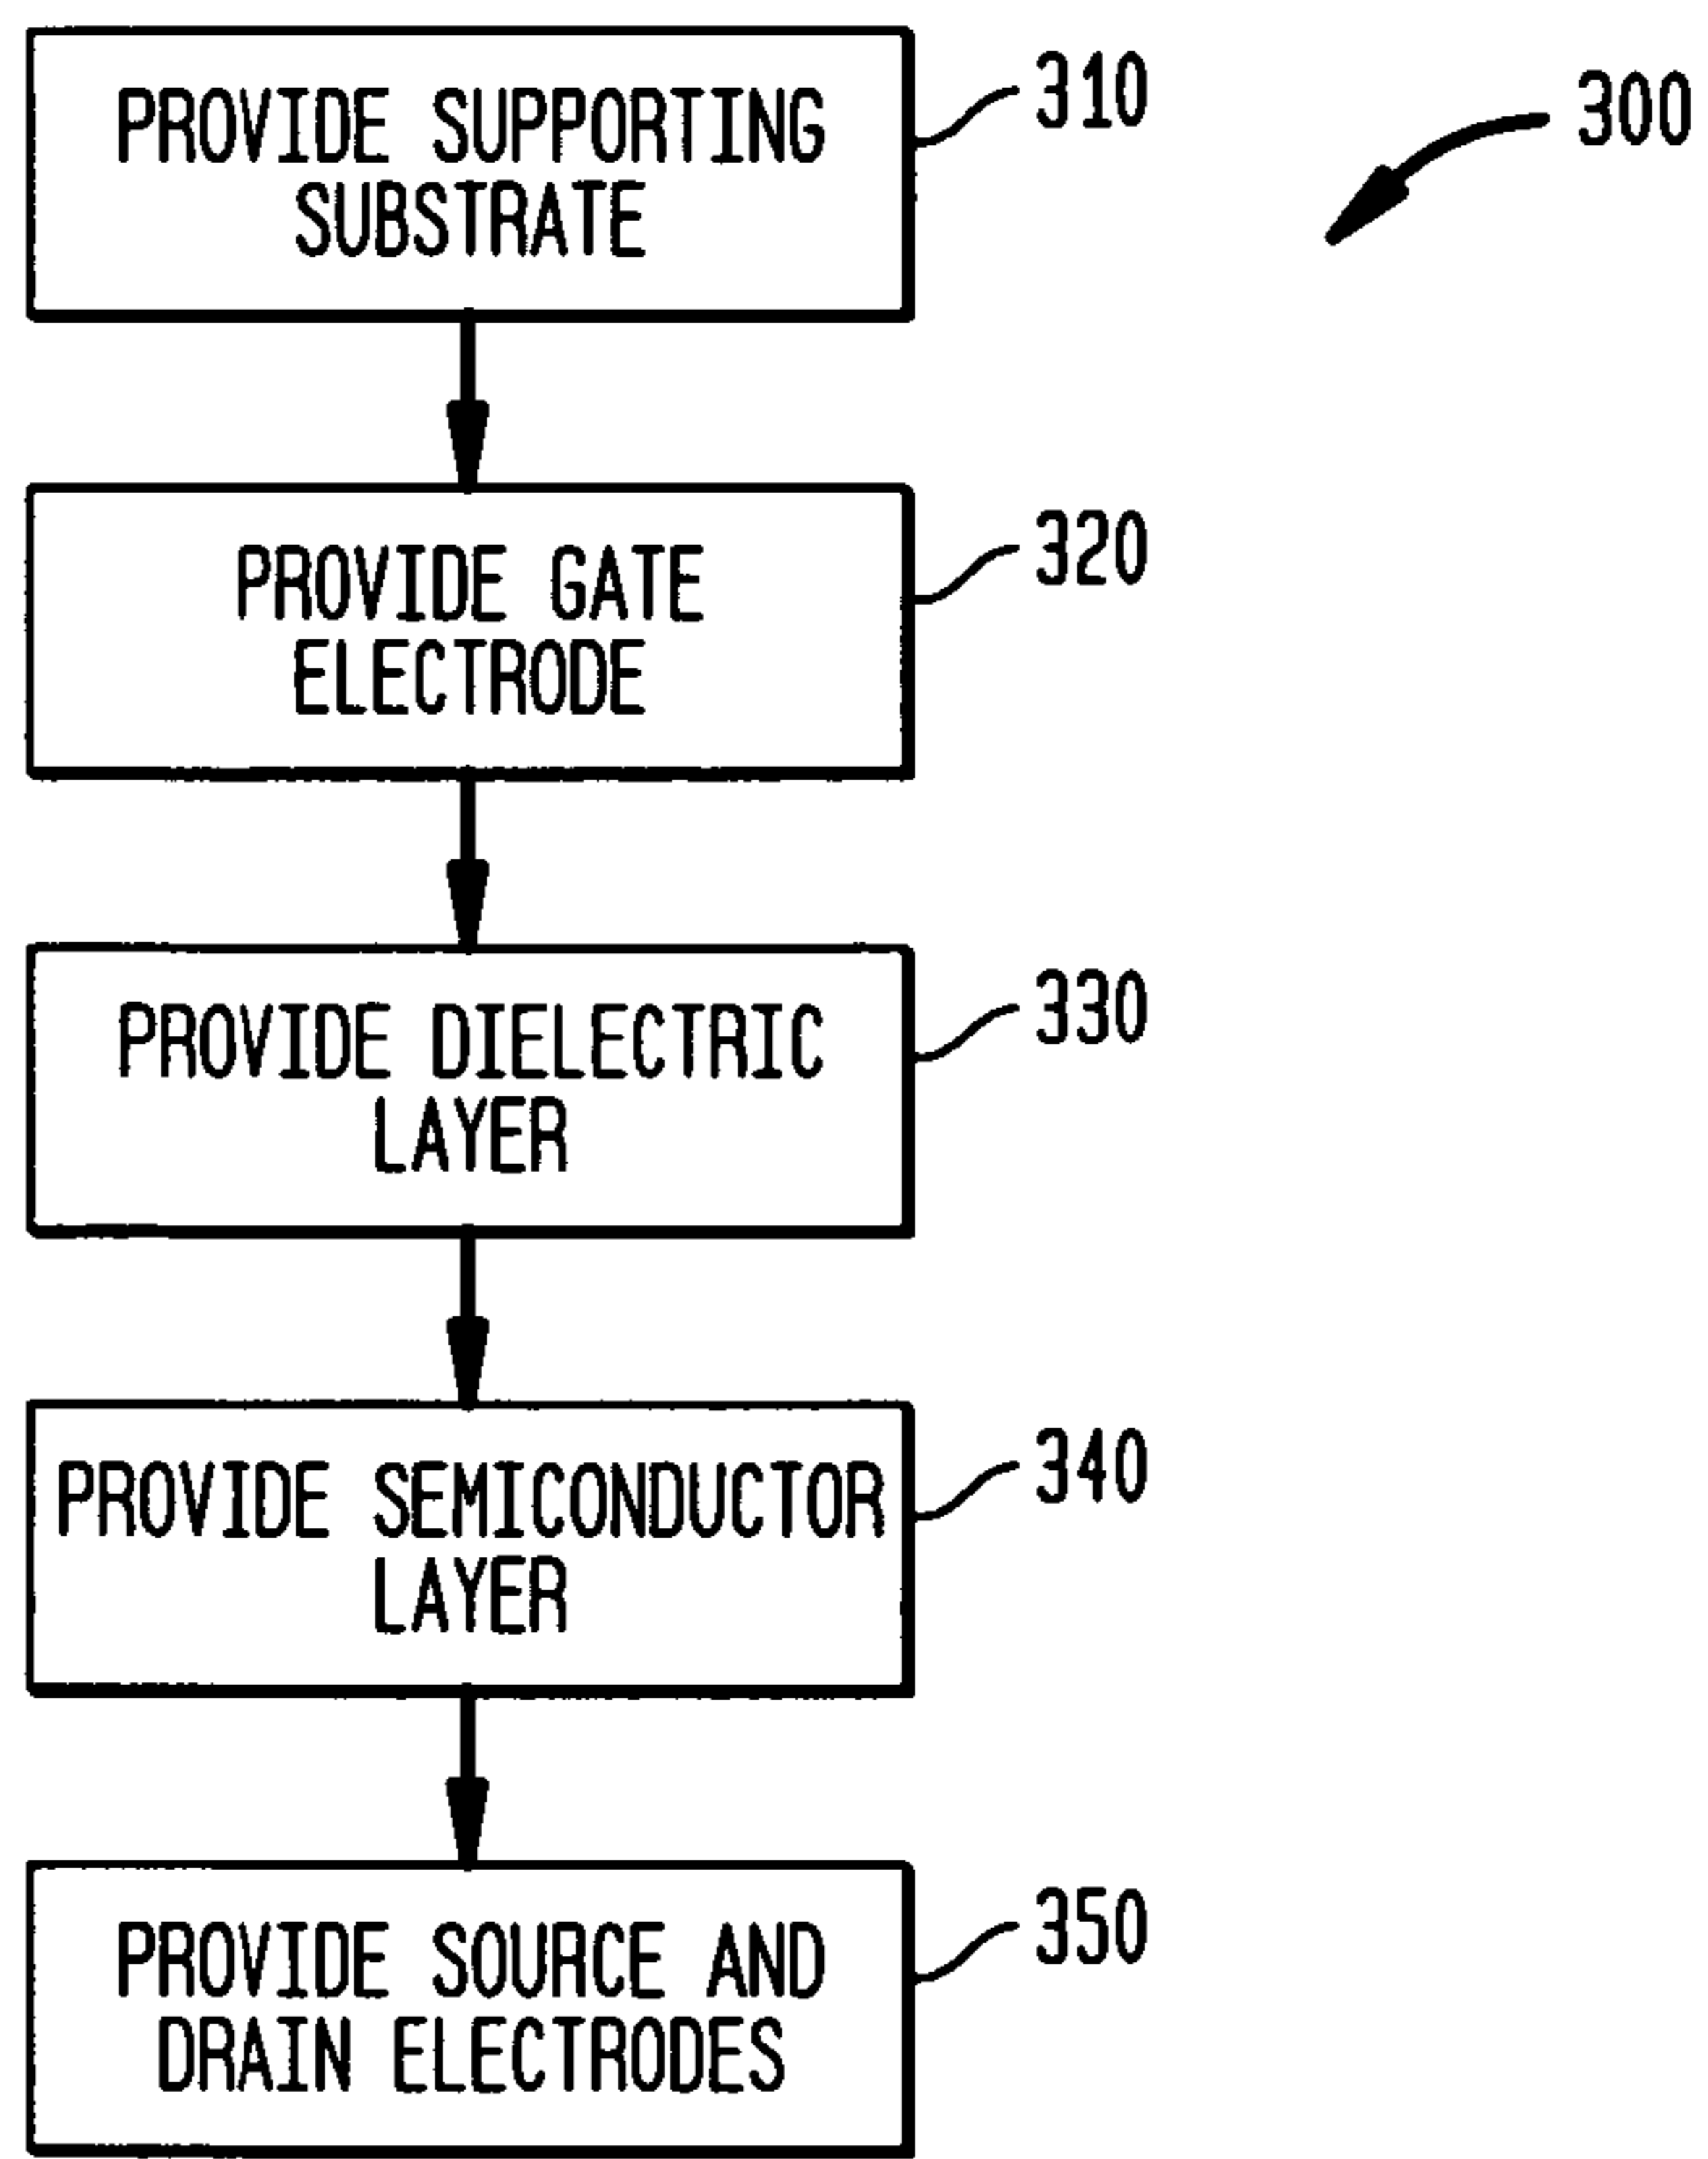 PROVIDE SUPPORTING
SUBSTRATE
310
300
PROVIDE GATE
ELECTRODE
320
PROVIDE DIELECTRIC
LAYER
330
PROVIDE SEMICONDUCTOR
LAYER
340
PROVIDE SOURCE AND
DRAIN ELECTRODES
350